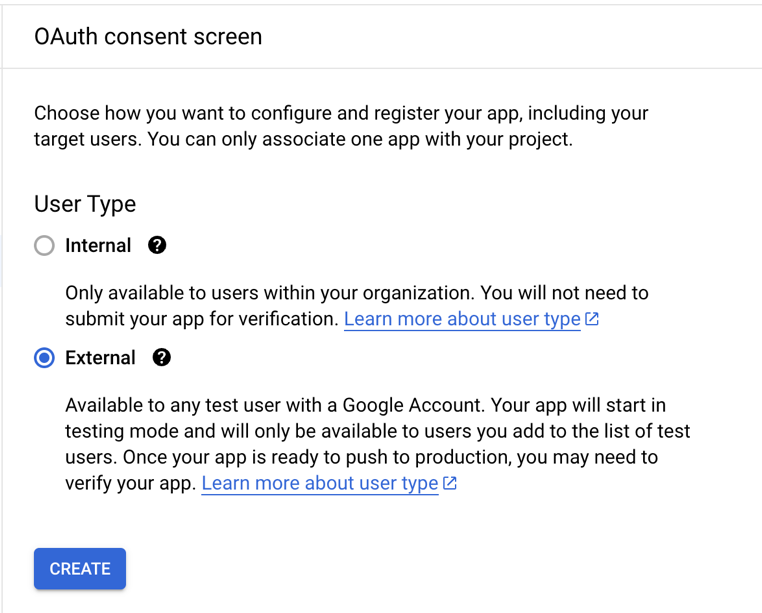 OAuth consent screen
Choose how you want to configure and register your app, including your
target users. You can only associate one app with your project.
User Type
Internal ?
Only available to users within your organization. You will not need to
submit your app for verification. Learn more about user type
External ?
Available to any test user with a Google Account. Your app will start in
testing mode and will only be available to users you add to the list of test
users. Once your app is ready to push to production, you may need to
verify your app. Learn more about user type
CREATE